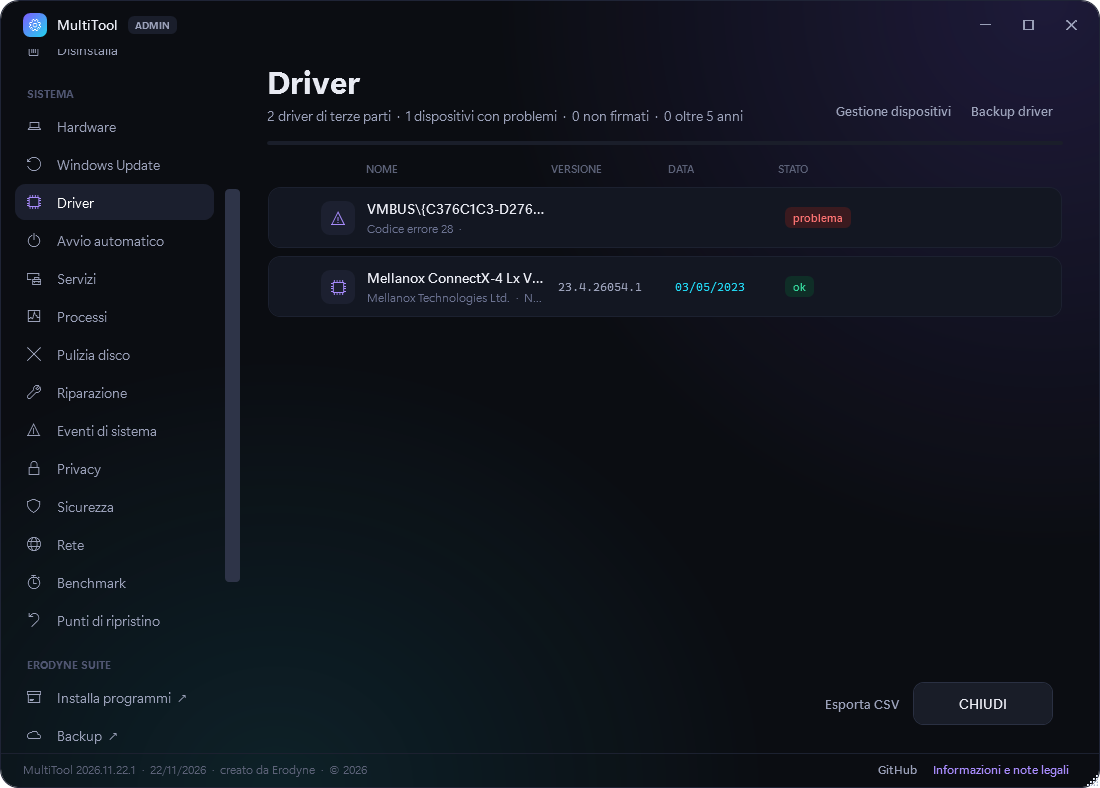 MultiTool ADMIN
Disinstalla
SISTEMA
Hardware
Windows Update
Driver
Avvio automatico
Servizi
Processi
Pulizia disco
Riparazione
Eventi di sistema
Privacy
Sicurezza
Rete
Benchmark
Punti di ripristino
ERODYNE SUITE
Installa programmi ↗
Backup ↗
Driver
2 driver di terze parti · 1 dispositivi con problemi · 0 non firmati · 0 oltre 5 anni
Gestione dispositivi Backup driver
NOME VERSIONE DATA STATO
VMBUS\{C376C1C3-D276...
Codice errore 28 ·
problema
Mellanox ConnectX-4 Lx V...
Mellanox Technologies Ltd. · N...
23.4.26054.1 03/05/2023 ok
Esporta CSV CHIUDI
MultiTool 2026.11.22.1 · 22/11/2026 · creato da Erodyne · © 2026
GitHub Informazioni e note legali